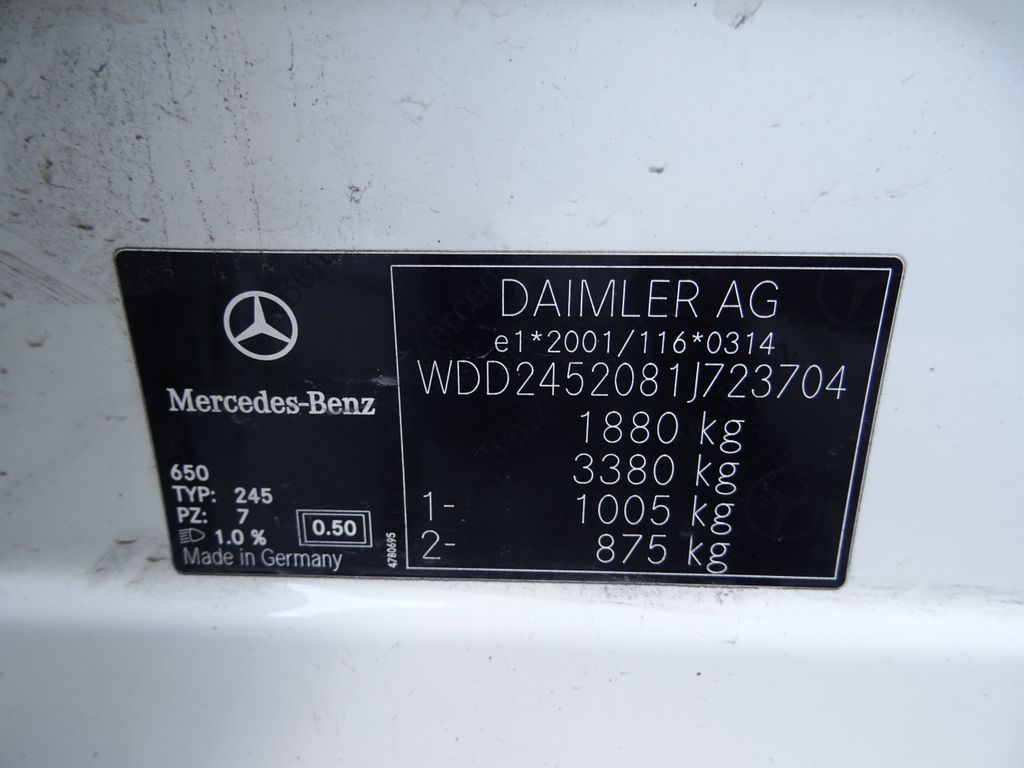 Mercedes-Benz
650
TYP: 245
PZ: 7
1.0 %
0.50
Made in Germany
4780695
DAIMLER AG
e1*2001/116*0314
WDD2452081J723704
1880 kg
3380 kg
1- 1005 kg
2- 875 kg